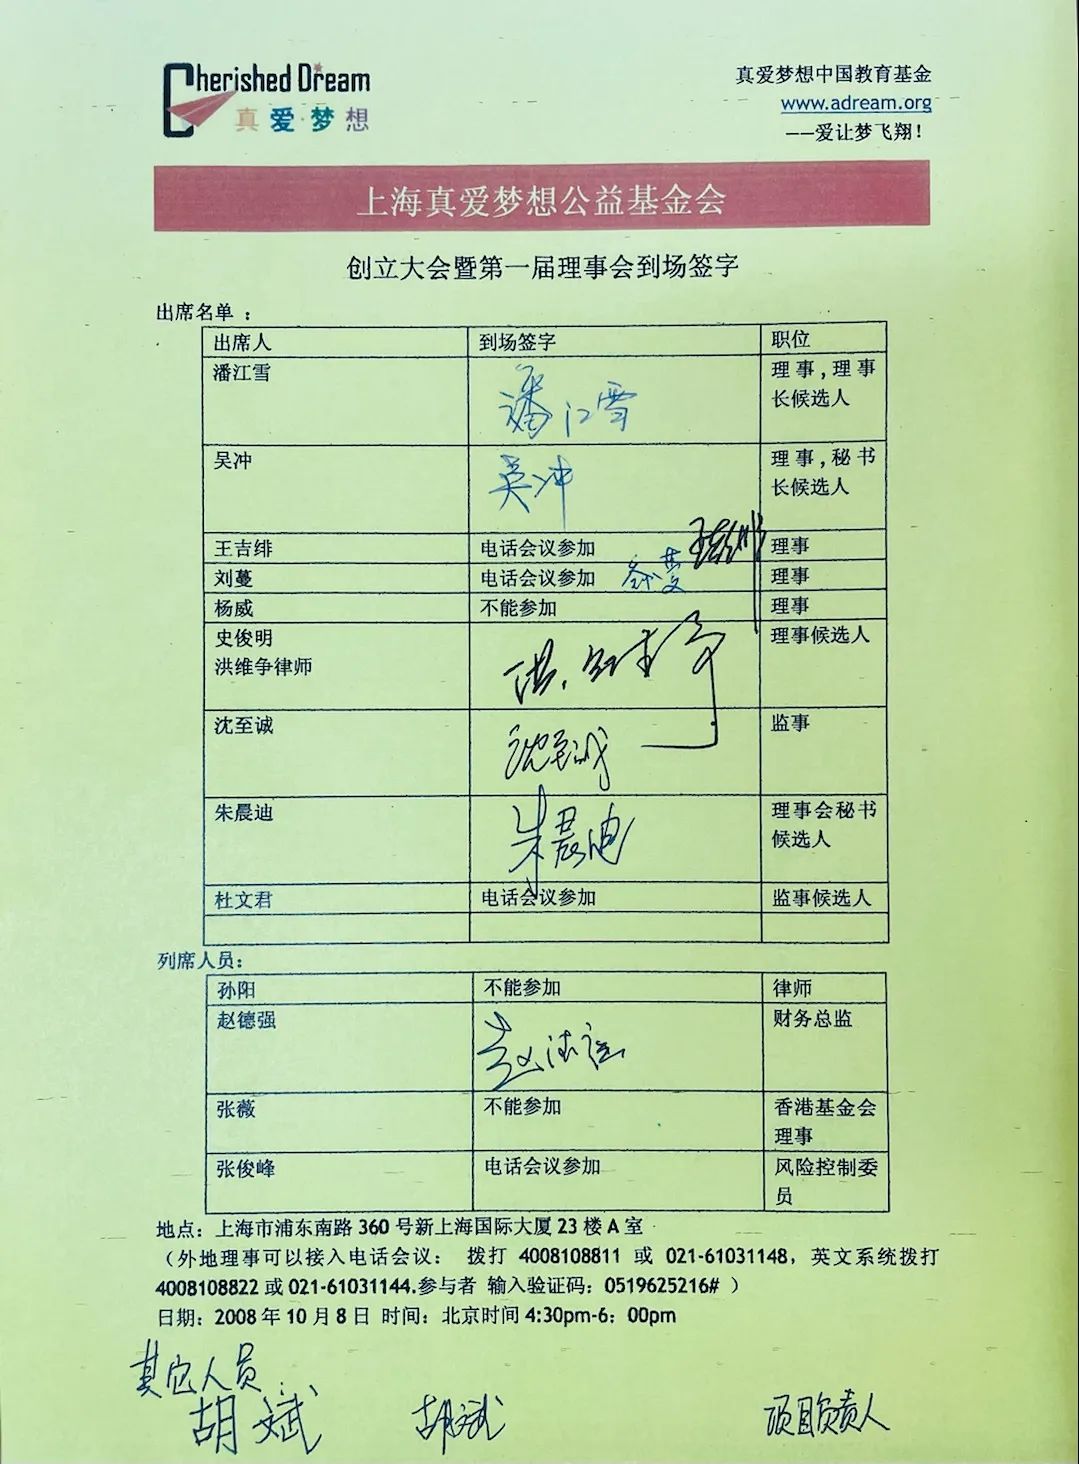 Cherished Dream
真爱·梦想
真爱梦想中国教育基金
www.adream.org
——爱让梦飞翔！
上海真爱梦想公益基金会
创立大会暨第一届理事会到场签字
出席名单：
出席人 到场签字 职位
潘江雪 潘江雪 理事,理事
长候选人
吴冲 吴冲 理事,秘书
长候选人
王吉绯 电话会议参加 理事
刘蔓 电话会议参加 理事
杨威 不能参加 理事
史俊明 理事候选人
洪维争律师
沈至诚 沈至诚 监事
朱晨迪 朱晨迪 理事会秘书
候选人
杜文君 电话会议参加 监事候选人
列席人员：
孙阳 不能参加 律师
赵德强 赵德强 财务总监
张薇 不能参加 香港基金会
理事
张俊峰 电话会议参加 风险控制委
员
地点：上海市浦东南路 360 号新上海国际大厦 23 楼 A 室
（外地理事可以接入电话会议： 拨打 4008108811 或 021-61031148，英文系统拨打
4008108822 或 021-61031144.参与者 输入验证码：0519625216# ）
日期：2008 年 10 月 8 日 时间：北京时间 4:30pm-6：00pm
其它人员
胡斌 胡斌 项目负责人